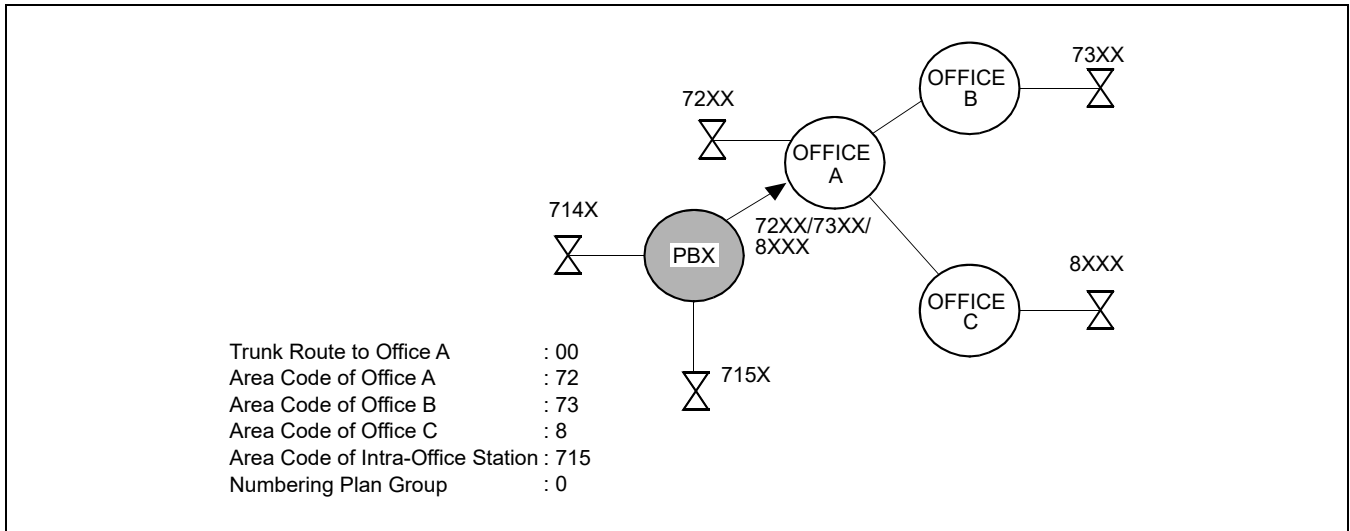 73XX
OFFICE
B
72XX
OFFICE
A
714X
72XX/73XX/
8XXX
PBX
8XXX
OFFICE
C
715X
Trunk Route to Office A : 00
Area Code of Office A : 72
Area Code of Office B : 73
Area Code of Office C : 8
Area Code of Intra-Office Station : 715
Numbering Plan Group : 0